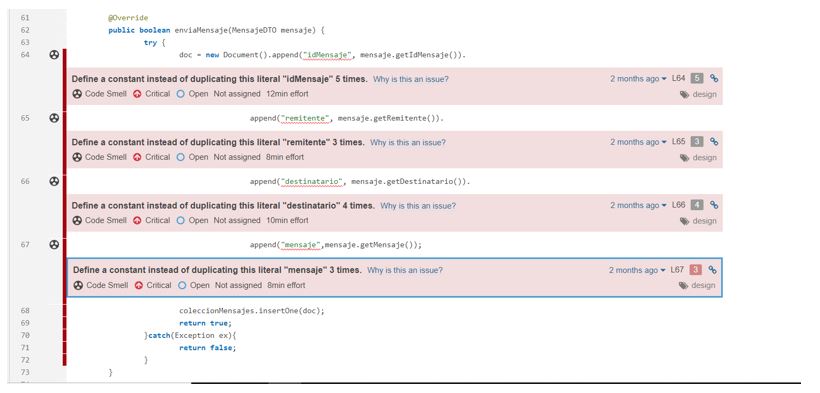 61 @Override
62 public boolean enviaMensaje(MensajeDTO mensaje) {
63 try {
64 doc = new Document().append("idMensaje", mensaje.getIdMensaje()).
Define a constant instead of duplicating this literal "idMensaje" 5 times. Why is this an issue? 2 months ago L64 5
Code Smell Critical Open Not assigned 12min effort design
65 append("remitente", mensaje.getRemitente()).
Define a constant instead of duplicating this literal "remitente" 3 times. Why is this an issue? 2 months ago L65 3
Code Smell Critical Open Not assigned 8min effort design
66 append("destinatario", mensaje.getDestinatario()).
Define a constant instead of duplicating this literal "destinatario" 4 times. Why is this an issue? 2 months ago L66 4
Code Smell Critical Open Not assigned 10min effort design
67 append("mensaje",mensaje.getMensaje());
Define a constant instead of duplicating this literal "mensaje" 3 times. Why is this an issue? 2 months ago L67 3
Code Smell Critical Open Not assigned 8min effort design
68 coleccionMensajes.insertOne(doc);
69 return true;
70 }catch(Exception ex){
71 return false;
72 }
73 }